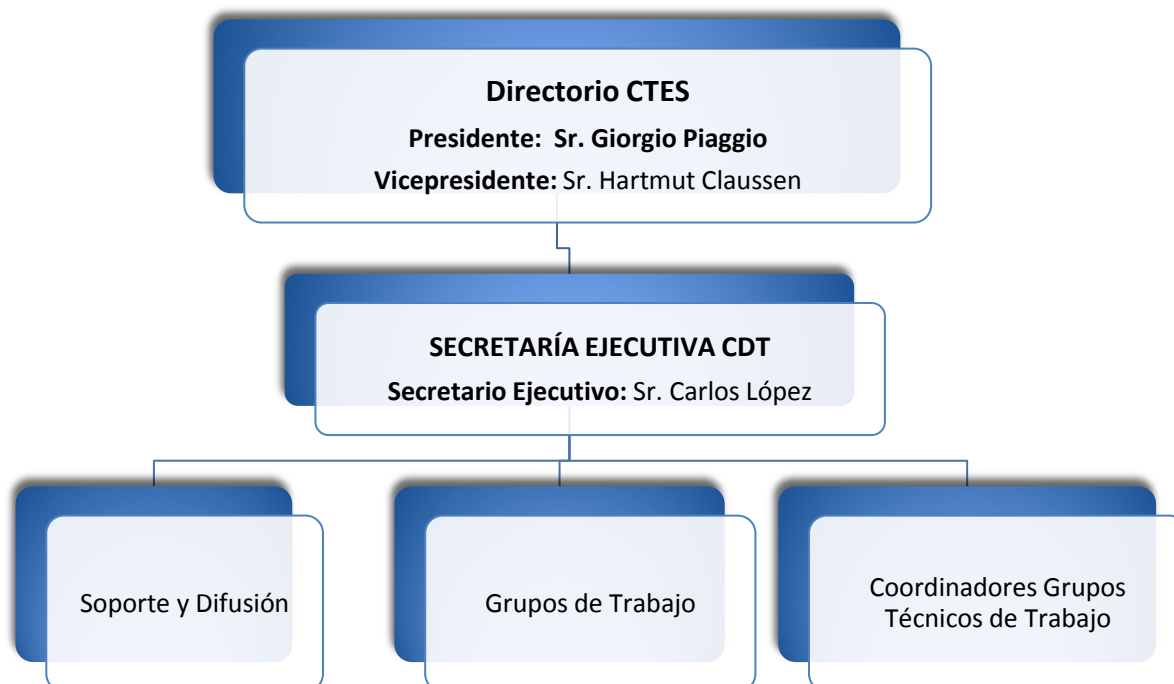 Directorio CTES
Presidente: Sr. Giorgio Piaggio
Vicepresidente: Sr. Hartmut Claussen
SECRETARÍA EJECUTIVA CDT
Secretario Ejecutivo: Sr. Carlos López
Soporte y Difusión
Grupos de Trabajo
Coordinadores Grupos
Técnicos de Trabajo